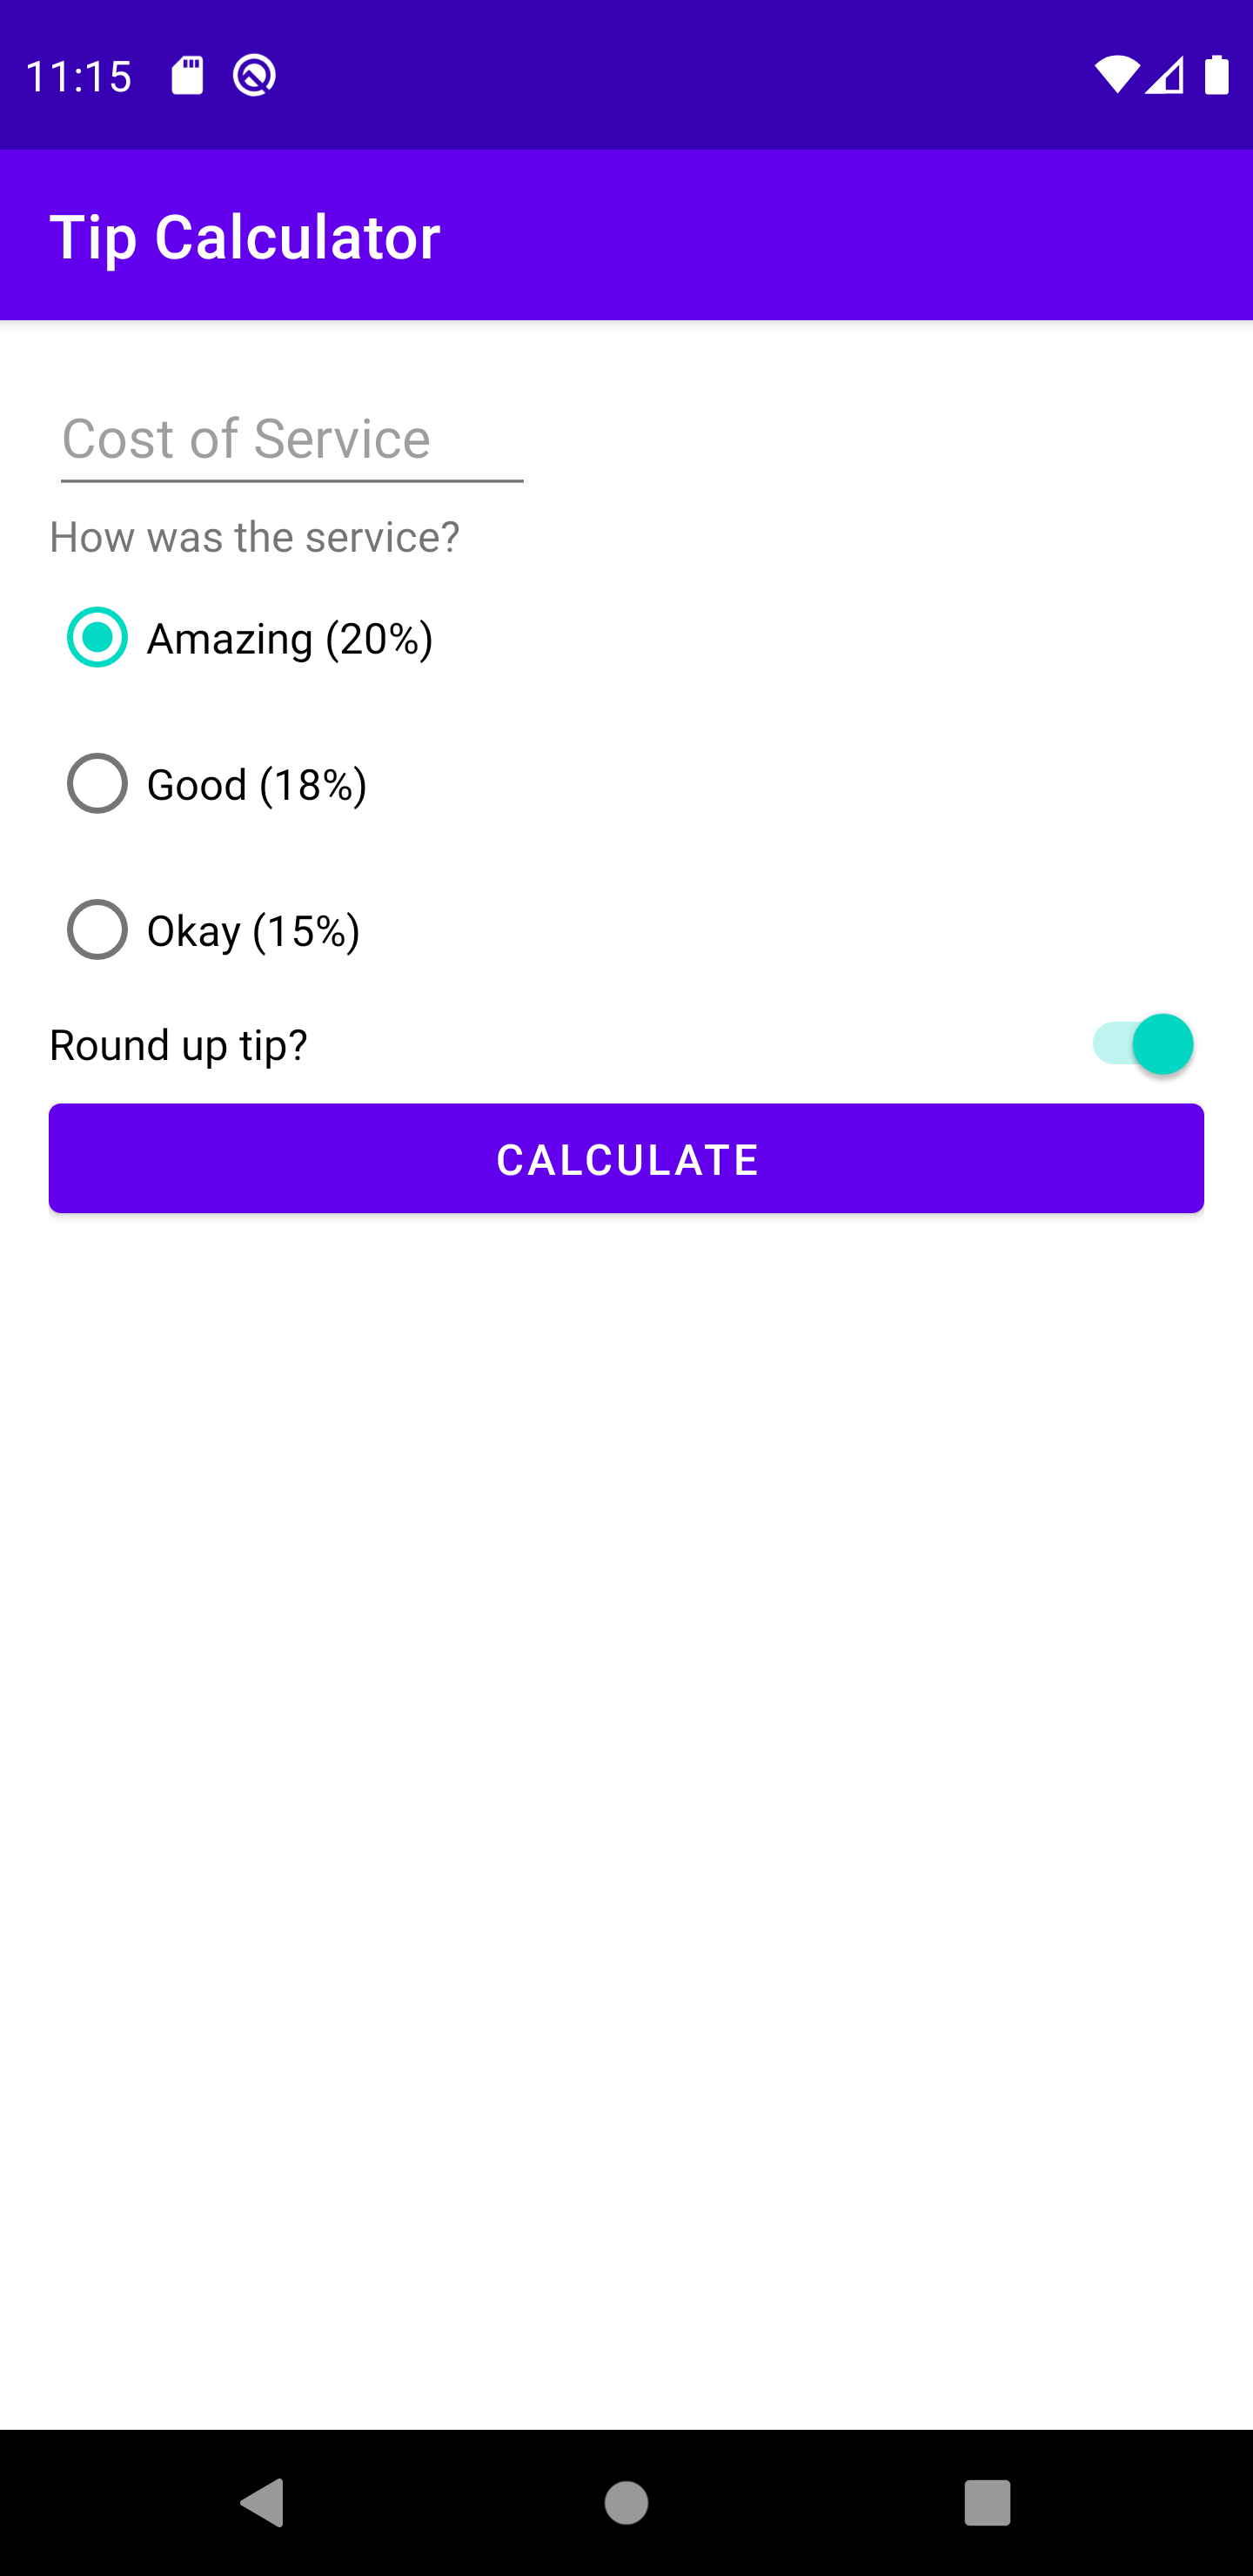 11:15
Tip Calculator
Cost of Service
How was the service?
Amazing (20%)
Good (18%)
Okay (15%)
Round up tip?
CALCULATE